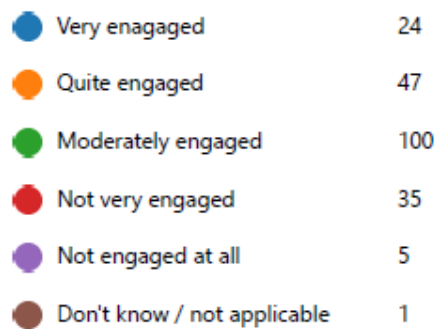 Very enagaged 24
Quite engaged 47
Moderately engaged 100
Not very engaged 35
Not engaged at all 5
Don't know / not applicable 1